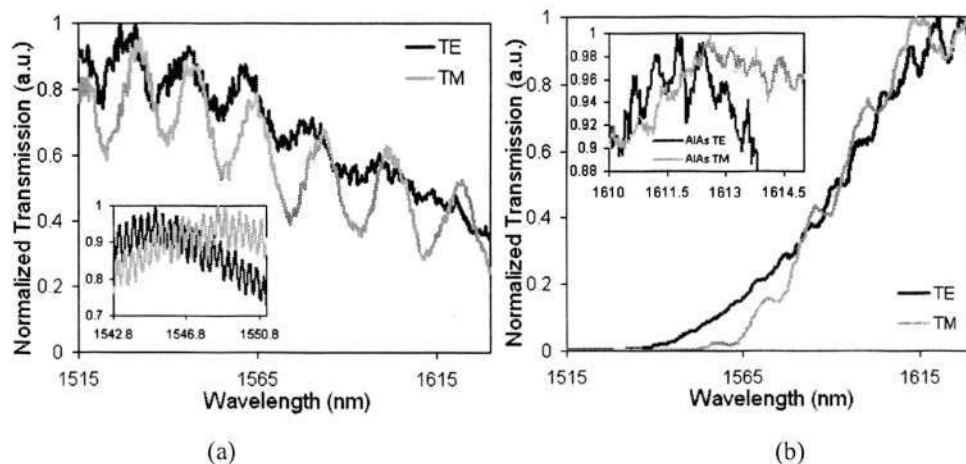 Normalized Transmission (a.u.)
1
0.8
0.6
0.4
0.2
0
TE
TM
1
0.9
0.8
0.7
1542.8 1546.8 1550.8
1515 1565 1615
Wavelength (nm)
(a)
Normalized Transmission (a.u.)
1
0.8
0.6
0.4
0.2
0
1
0.98
0.96
0.94
0.92
0.9
0.88
AlAs TE
AlAs TM
1610 1611.5 1613 1614.5
TE
TM
1515 1565 1615
Wavelength (nm)
(b)